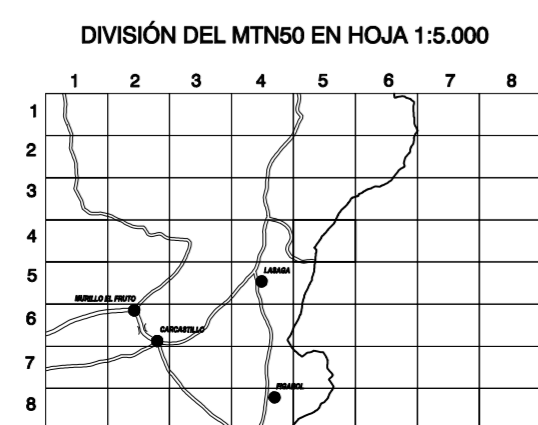 DIVISIÓN DEL MTN50 EN HOJA 1:5.000
1 2 3 4 5 6 7 8
1
2
3
4
5
LASAGA
MURILLO EL FRUTO
6
CARCASTILLO
7
FIGAROL
8